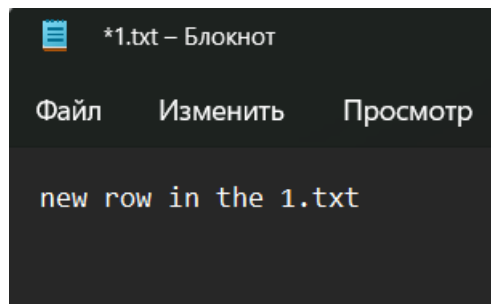 *1.txt – Блокнот
Файл Изменить Просмотр
new row in the 1.txt